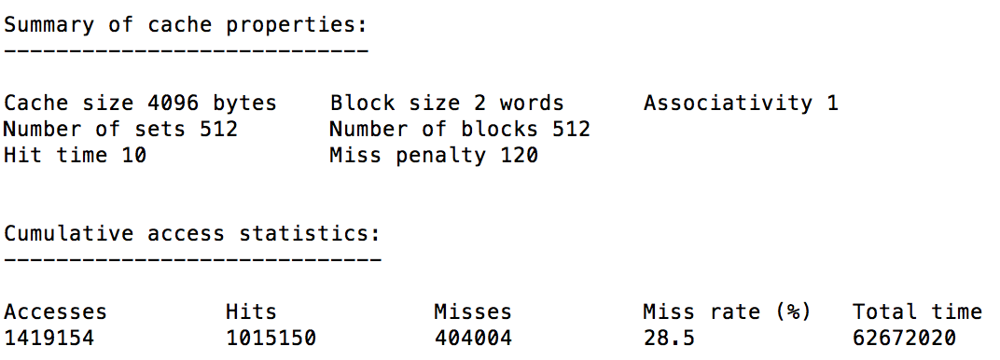 Summary of cache properties:
----------------------------
Cache size 4096 bytes    Block size 2 words    Associativity 1
Number of sets 512    Number of blocks 512
Hit time 10    Miss penalty 120
Cumulative access statistics:
-----------------------------
Accesses    Hits    Misses    Miss rate (%)    Total time
1419154    1015150    404004    28.5    62672020